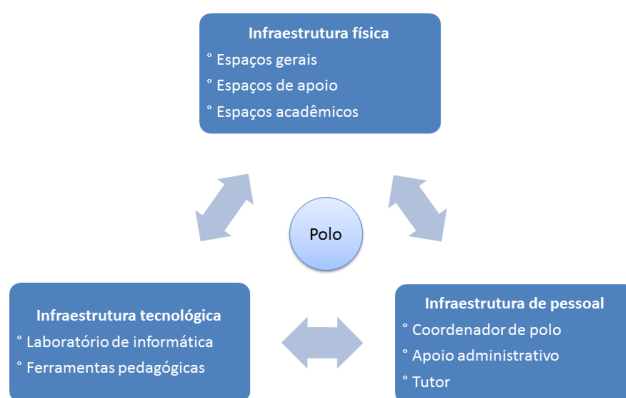 Infraestrutura física
° Espaços gerais
° Espaços de apoio
° Espaços acadêmicos
Polo
Infraestrutura tecnológica
° Laboratório de informática
° Ferramentas pedagógicas
Infraestrutura de pessoal
° Coordenador de polo
° Apoio administrativo
° Tutor